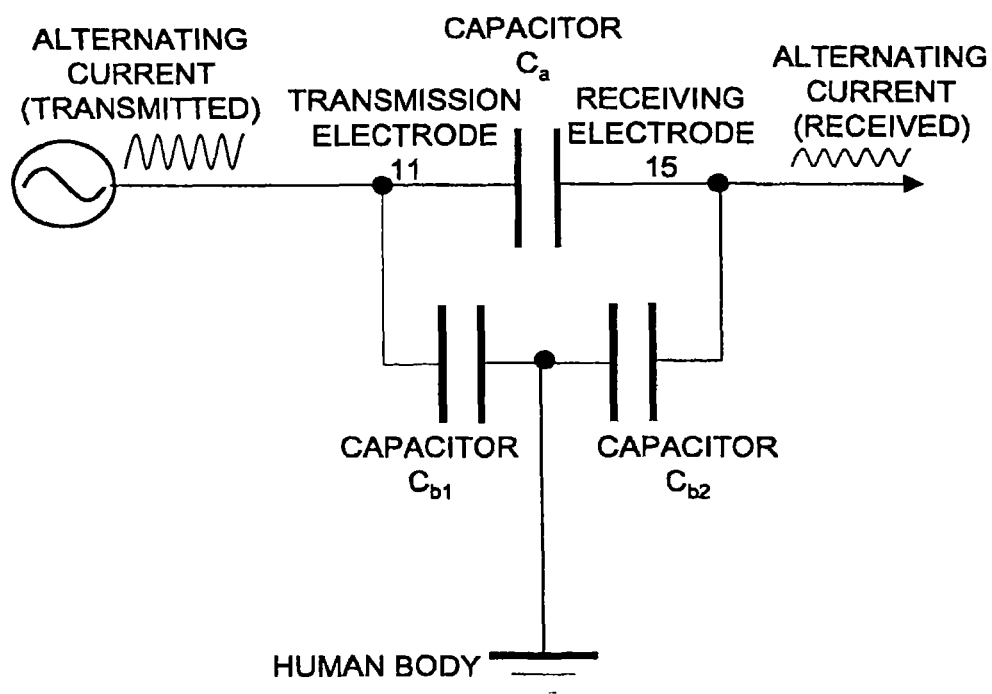 ALTERNATING
CURRENT
(TRANSMITTED)
CAPACITOR
Ca
ALTERNATING
CURRENT
(RECEIVED)
TRANSMISSION
ELECTRODE
11
RECEIVING
ELECTRODE
15
CAPACITOR
Cb1
CAPACITOR
Cb2
HUMAN BODY